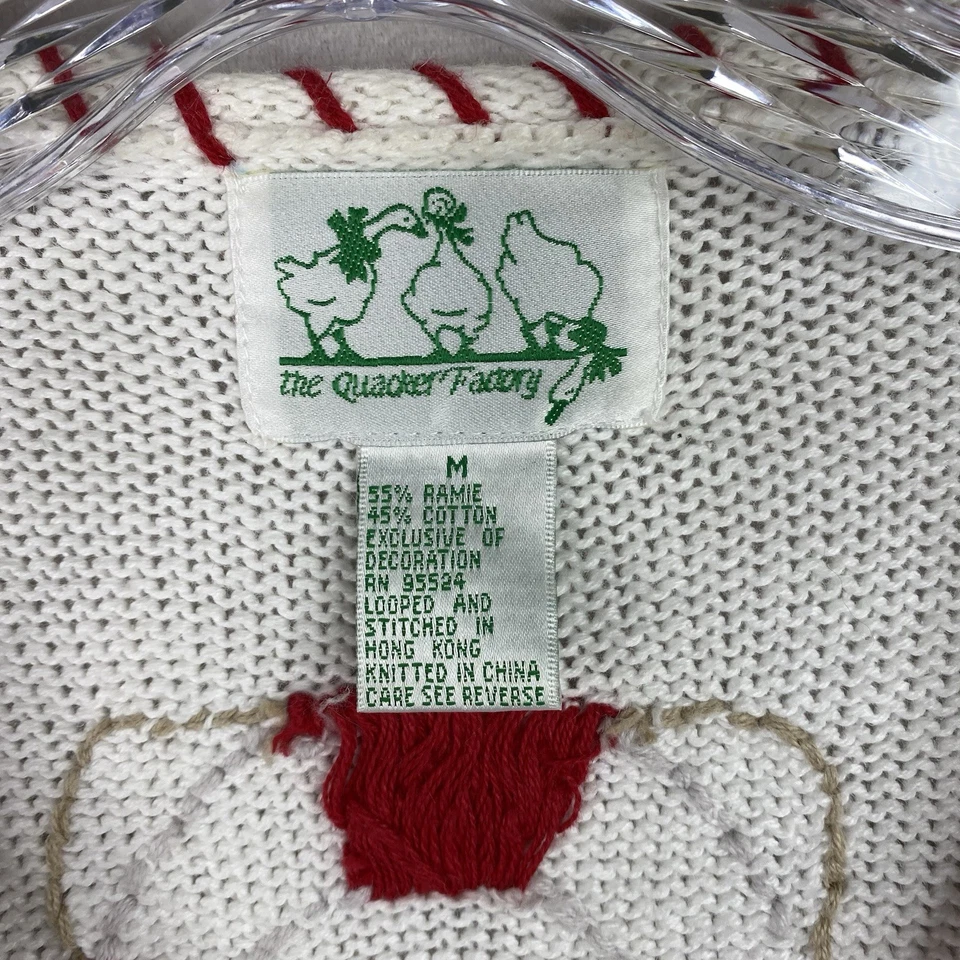 the Quacker Factory
M
55% RAMIE
45% COTTON
EXCLUSIVE OF
DECORATION
RN 95524
LOOPED AND
STITCHED IN
HONG KONG
KNITTED IN CHINA
CARE SEE REVERSE